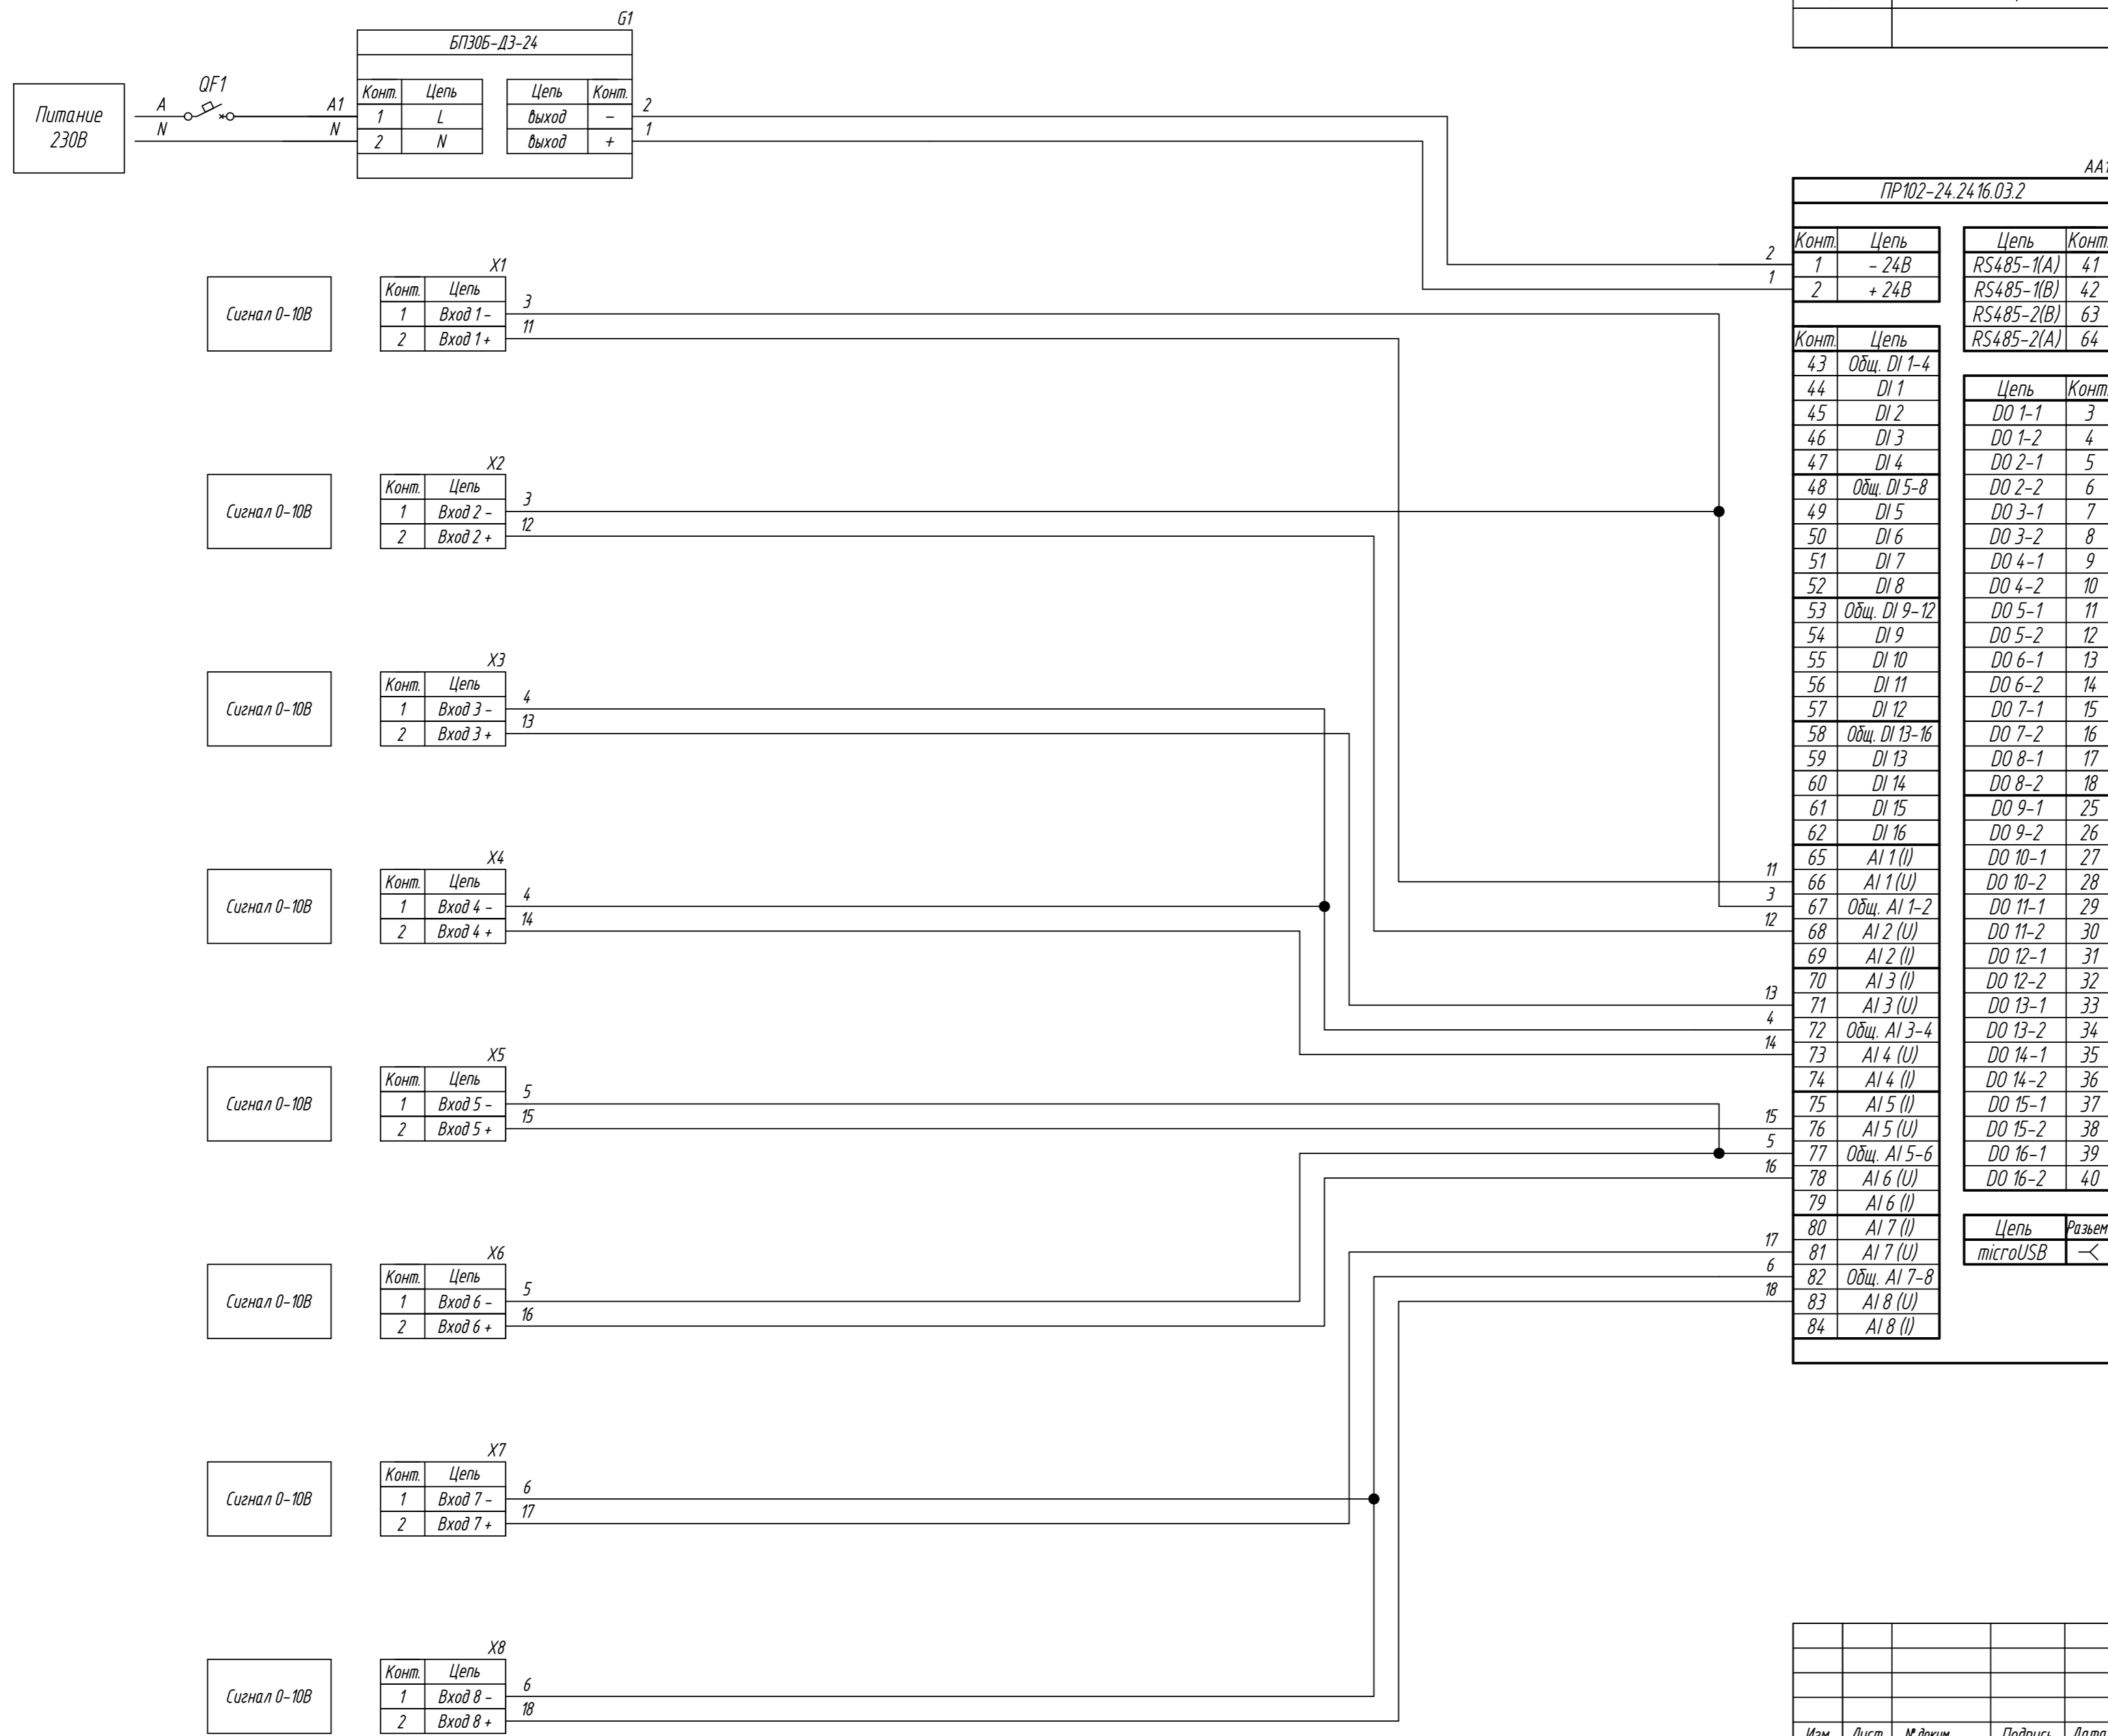 G1
БП30Б-Д3-24
QF1
Питание
230В
A
N
A1
N
Конт. Цепь
1 L
2 N
Цепь Конт.
выход -
выход +
2
1
AA1
ПР102-24.2416.03.2
2
1
Конт. Цепь
1 - 24В
2 + 24В
Цепь Конт.
RS485-1(A) 41
RS485-1(B) 42
RS485-2(B) 63
RS485-2(A) 64
Конт. Цепь
43 Общ. DI 1-4
44 DI 1
45 DI 2
46 DI 3
47 DI 4
48 Общ. DI 5-8
49 DI 5
50 DI 6
51 DI 7
52 DI 8
53 Общ. DI 9-12
54 DI 9
55 DI 10
56 DI 11
57 DI 12
58 Общ. DI 13-16
59 DI 13
60 DI 14
61 DI 15
62 DI 16
65 AI 1 (I)
66 AI 1 (U)
67 Общ. AI 1-2
68 AI 2 (U)
69 AI 2 (I)
70 AI 3 (I)
71 AI 3 (U)
72 Общ. AI 3-4
73 AI 4 (U)
74 AI 4 (I)
75 AI 5 (I)
76 AI 5 (U)
77 Общ. AI 5-6
78 AI 6 (U)
79 AI 6 (I)
80 AI 7 (I)
81 AI 7 (U)
82 Общ. AI 7-8
83 AI 8 (U)
84 AI 8 (I)
Цепь Конт.
DO 1-1 3
DO 1-2 4
DO 2-1 5
DO 2-2 6
DO 3-1 7
DO 3-2 8
DO 4-1 9
DO 4-2 10
DO 5-1 11
DO 5-2 12
DO 6-1 13
DO 6-2 14
DO 7-1 15
DO 7-2 16
DO 8-1 17
DO 8-2 18
DO 9-1 25
DO 9-2 26
DO 10-1 27
DO 10-2 28
DO 11-1 29
DO 11-2 30
DO 12-1 31
DO 12-2 32
DO 13-1 33
DO 13-2 34
DO 14-1 35
DO 14-2 36
DO 15-1 37
DO 15-2 38
DO 16-1 39
DO 16-2 40
Цепь Разьем
microUSB
11
3
12
13
4
14
15
5
16
17
6
18
X1
Сигнал 0-10В
Конт. Цепь
1 Вход 1 -
2 Вход 1 +
3
11
X2
Сигнал 0-10В
Конт. Цепь
1 Вход 2 -
2 Вход 2 +
3
12
X3
Сигнал 0-10В
Конт. Цепь
1 Вход 3 -
2 Вход 3 +
4
13
X4
Сигнал 0-10В
Конт. Цепь
1 Вход 4 -
2 Вход 4 +
4
14
X5
Сигнал 0-10В
Конт. Цепь
1 Вход 5 -
2 Вход 5 +
5
15
X6
Сигнал 0-10В
Конт. Цепь
1 Вход 6 -
2 Вход 6 +
5
16
X7
Сигнал 0-10В
Конт. Цепь
1 Вход 7 -
2 Вход 7 +
6
17
X8
Сигнал 0-10В
Конт. Цепь
1 Вход 8 -
2 Вход 8 +
6
18
Изм. Лист № докум. Подпись Дата